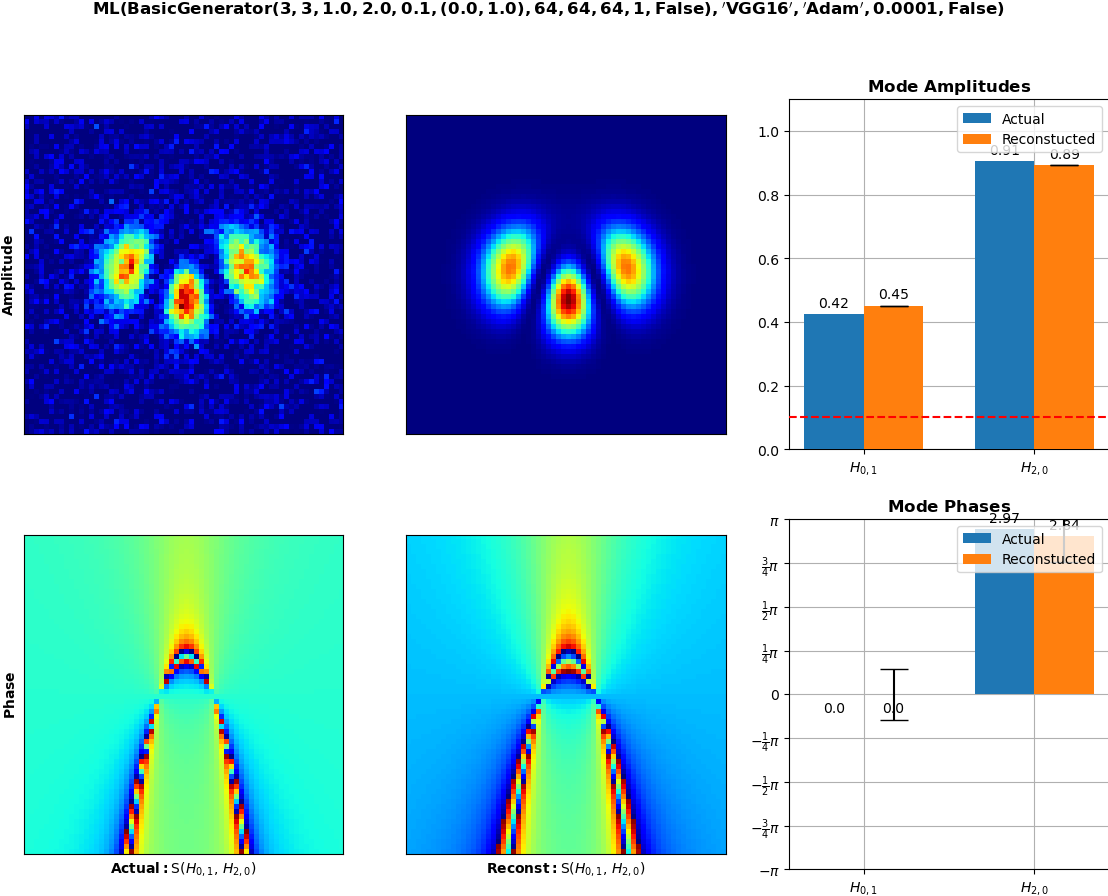 ML(BasicGenerator(3, 3, 1.0, 2.0, 0.1, (0.0, 1.0), 64, 64, 64, 1, False), 'VGG16', 'Adam', 0.0001, False)
Amplitude
Mode Amplitudes
Actual
Reconstucted
1.0
0.8
0.6
0.4
0.2
0.0
0.42
0.45
0.91
0.89
H0,1
H2,0
Phase
Actual: S(H0,1, H2,0)
Reconst: S(H0,1, H2,0)
Mode Phases
Actual
Reconstucted
π
3/4π
1/2π
1/4π
0
−1/4π
−1/2π
−3/4π
−π
0.0
0.0
2.97
2.84
H0,1
H2,0